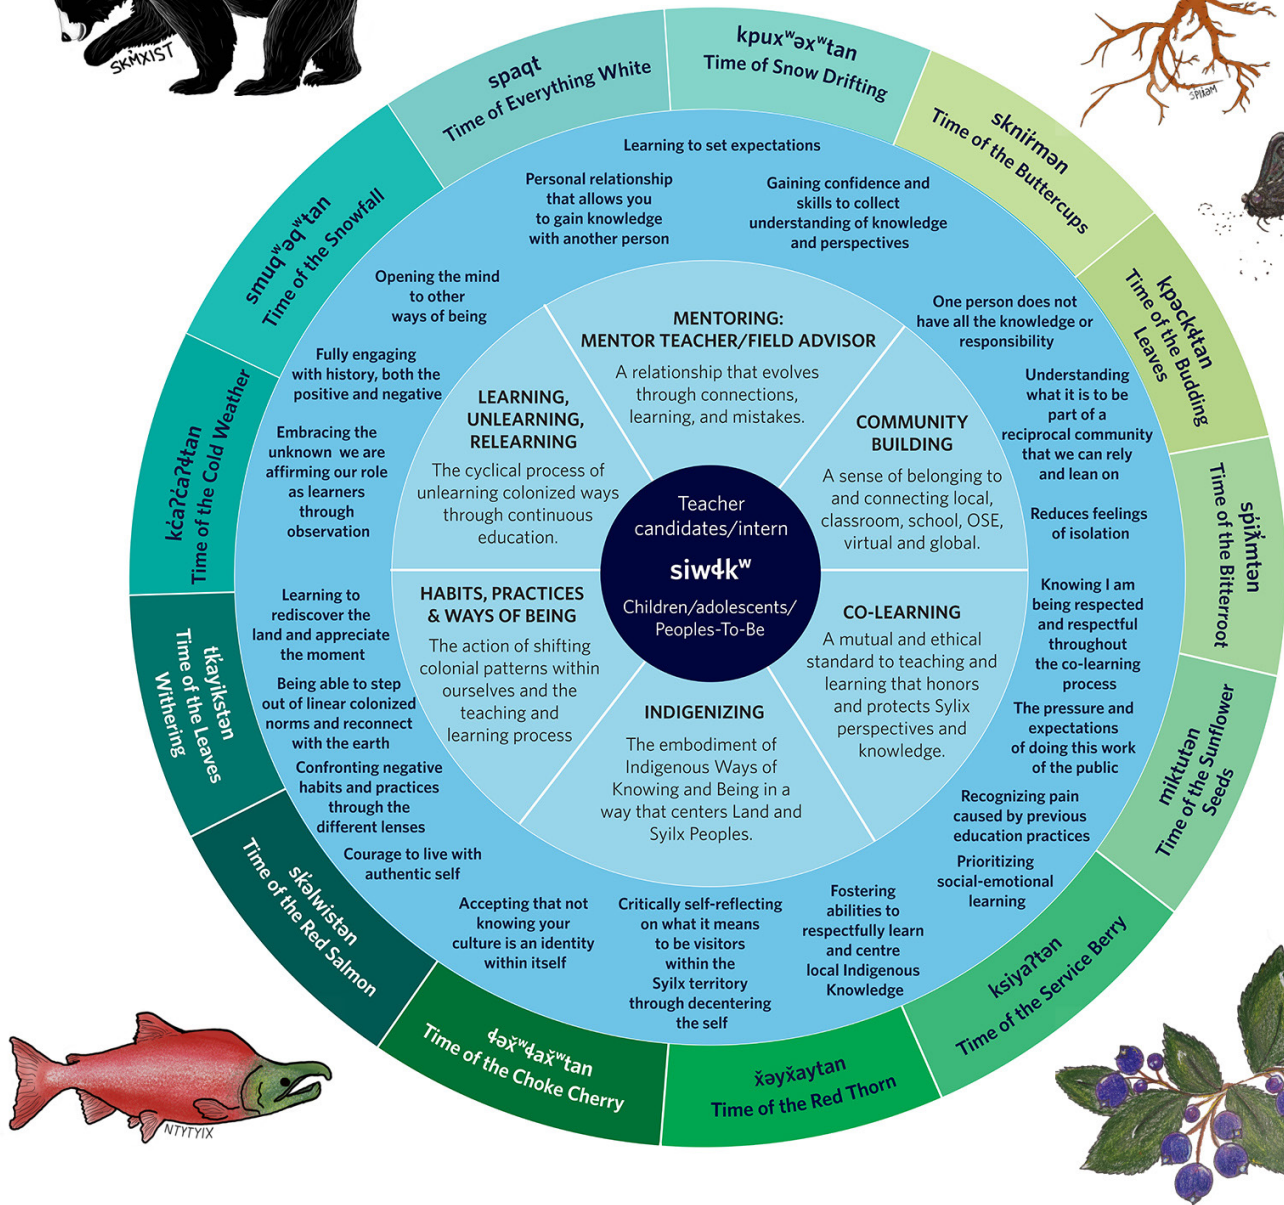 SKM̓XIST
SPIƛ̓əM
spaqt
Time of Everything White
kpuxʷəxʷtan
Time of Snow Drifting
sknir̓mən
Time of the Buttercups
kpəckɬtan
Time of the Budding
Leaves
sp̓iƛ̓mtən
Time of the Bitterroot
miktutən
Time of the Sunflower
Seeds
ksiyaʔtən
Time of the Service Berry
x̌əyx̌aytan
Time of the Red Thorn
ɬəx̌ʷɬax̌ʷtan
Time of the Choke Cherry
sk̓əlwistən
Time of the Red Salmon
tk̓ayikstən
Time of the Leaves
Withering
k̓c̓aʔc̓aʔɬtan
Time of the Cold Weather
smuqʷəqʷtan
Time of the Snowfall
Learning to set expectations
Personal relationship
that allows you
to gain knowledge
with another person
Gaining confidence and
skills to collect
understanding of knowledge
and perspectives
Opening the mind
to other
ways of being
One person does not
have all the knowledge or
responsibility
Fully engaging
with history, both the
positive and negative
Understanding
what it is to be
part of a
reciprocal community
that we can rely
and lean on
Embracing the
unknown we are
affirming our role
as learners
through
observation
Reduces feelings
of isolation
Learning to
rediscover the
land and appreciate
the moment
Knowing I am
being respected
and respectful
throughout
the co-learning
process
Being able to step
out of linear colonized
norms and reconnect
with the earth
The pressure and
expectations
of doing this work
of the public
Confronting negative
habits and practices
through the
different lenses
Recognizing pain
caused by previous
education practices
Courage to live with
authentic self
Prioritizing
social-emotional
learning
Accepting that not
knowing your
culture is an identity
within itself
Critically self-reflecting
on what it means
to be visitors
within the
Syilx territory
through decentering
the self
Fostering
abilities to
respectfully learn
and centre
local Indigenous
Knowledge
MENTORING:
MENTOR TEACHER/FIELD ADVISOR
A relationship that evolves
through connections,
learning, and mistakes.
LEARNING,
UNLEARNING,
RELEARNING
The cyclical process of
unlearning colonized ways
through continuous
education.
COMMUNITY
BUILDING
A sense of belonging to
and connecting local,
classroom, school, OSE,
virtual and global.
Teacher
candidates/intern
siwɬkʷ
Children/adolescents/
Peoples-To-Be
HABITS, PRACTICES
& WAYS OF BEING
The action of shifting
colonial patterns within
ourselves and the
teaching and
learning process
CO-LEARNING
A mutual and ethical
standard to teaching and
learning that honors
and protects Sylix
perspectives and
knowledge.
INDIGENIZING
The embodiment of
Indigenous Ways of
Knowing and Being in a
way that centers Land and
Syilx Peoples.
NTYTYIX